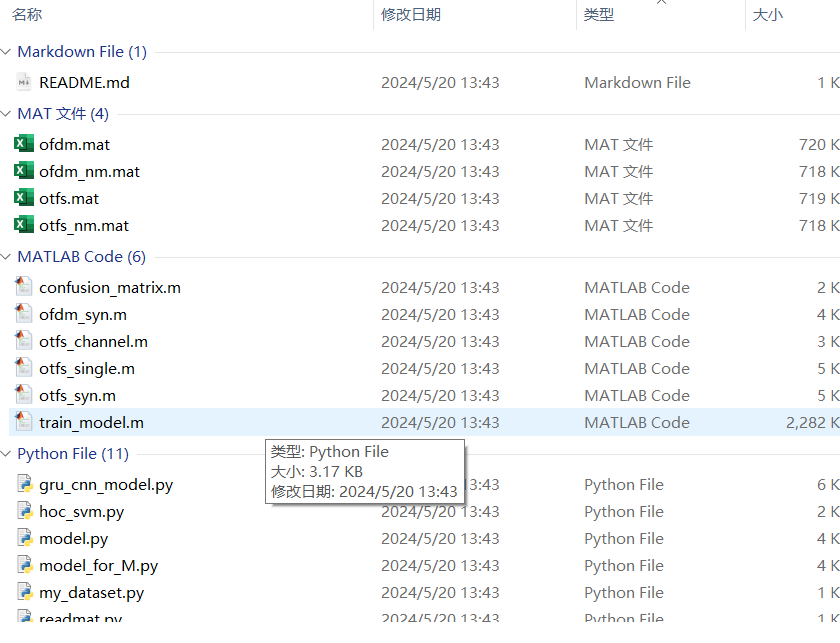 名称 修改日期 类型 大小
Markdown File (1)
README.md 2024/5/20 13:43 Markdown File 1 K
MAT 文件 (4)
ofdm.mat 2024/5/20 13:43 MAT 文件 720 K
ofdm_nm.mat 2024/5/20 13:43 MAT 文件 718 K
otfs.mat 2024/5/20 13:43 MAT 文件 719 K
otfs_nm.mat 2024/5/20 13:43 MAT 文件 718 K
MATLAB Code (6)
confusion_matrix.m 2024/5/20 13:43 MATLAB Code 2 K
ofdm_syn.m 2024/5/20 13:43 MATLAB Code 4 K
otfs_channel.m 2024/5/20 13:43 MATLAB Code 3 K
otfs_single.m 2024/5/20 13:43 MATLAB Code 5 K
otfs_syn.m 2024/5/20 13:43 MATLAB Code 5 K
train_model.m 2024/5/20 13:43 MATLAB Code 2,282 K
Python File (11)
类型: Python File
大小: 3.17 KB
修改日期: 2024/5/20 13:43
gru_cnn_model.py 3:43 Python File 6 K
hoc_svm.py 2024/5/20 13:43 Python File 2 K
model.py 2024/5/20 13:43 Python File 4 K
model_for_M.py 2024/5/20 13:43 Python File 4 K
my_dataset.py 2024/5/20 13:43 Python File 1 K
readmat.py 2024/5/20 13:43 Python File 1 K